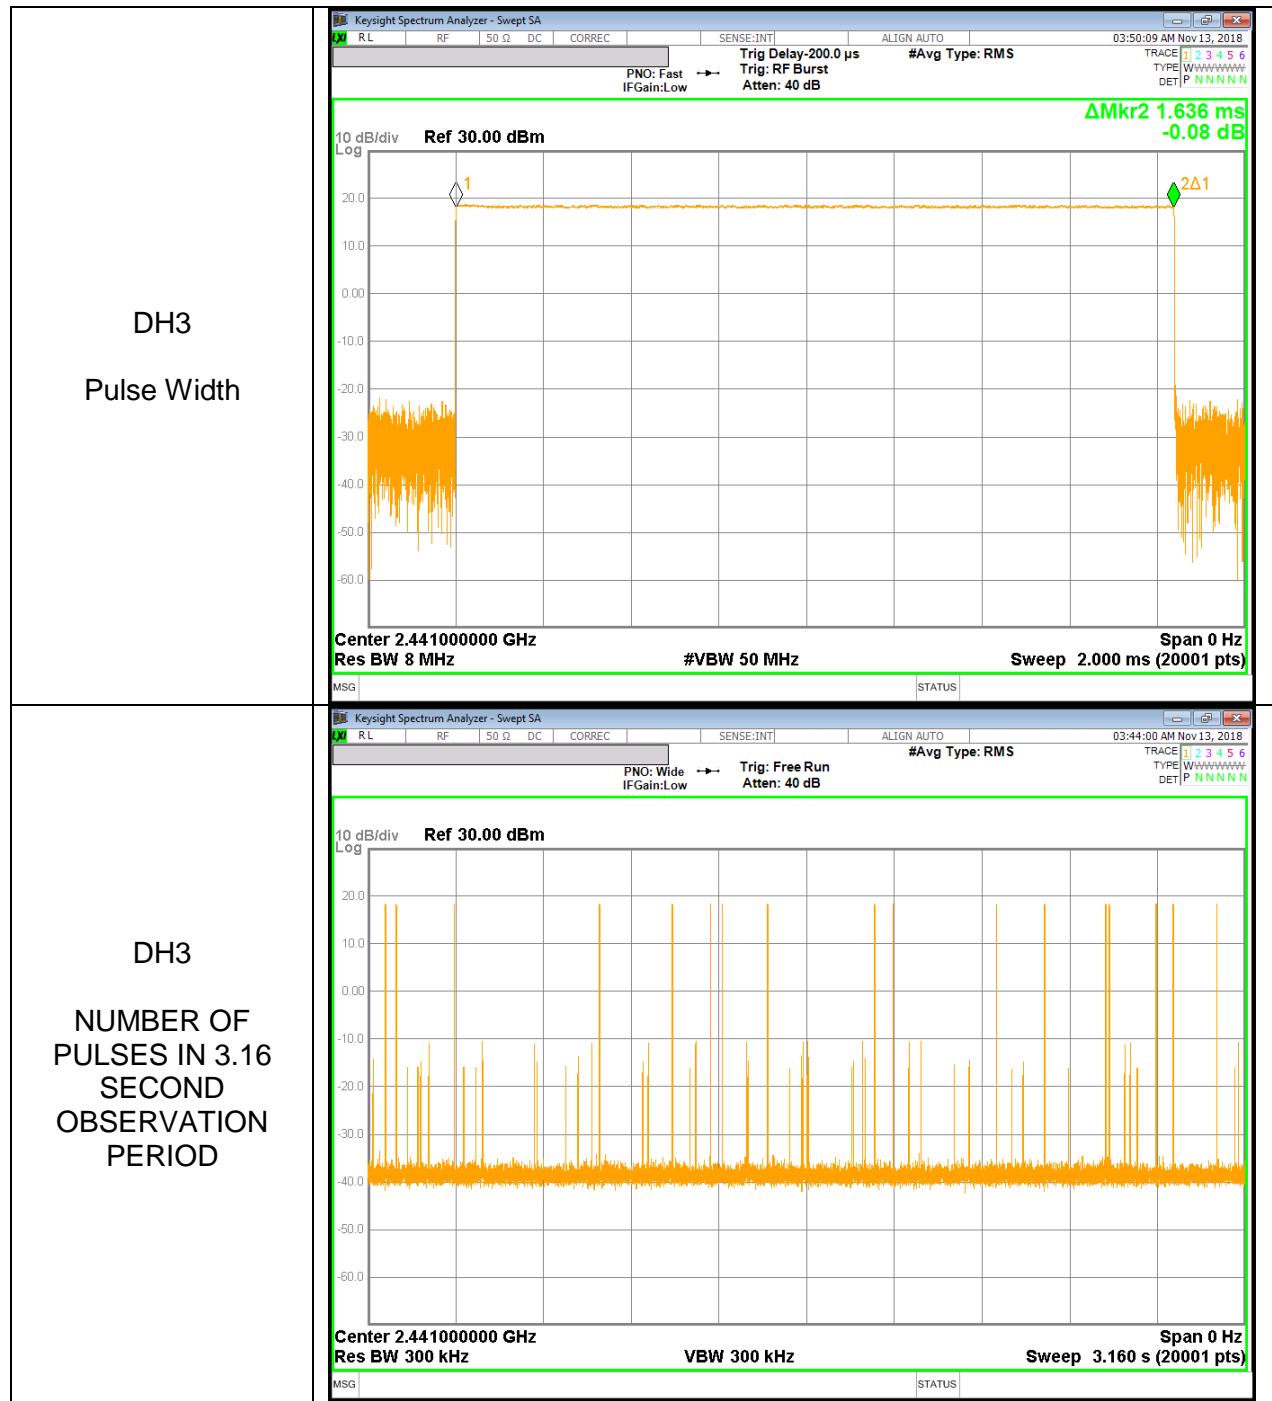 DH3
Pulse Width
Keysight Spectrum Analyzer - Swept SA
LXI RL RF 50 Ω DC CORREC SENSE:INT ALIGN AUTO 03:50:09 AM Nov 13, 2018
Trig Delay-200.0 µs #Avg Type: RMS TRACE 1 2 3 4 5 6
PNO: Fast Trig: RF Burst TYPE W
IFGain:Low Atten: 40 dB DET P N N N N N
ΔMkr2 1.636 ms
-0.08 dB
10 dB/div Ref 30.00 dBm
Log
1
2Δ1
20.0
10.0
0.00
-10.0
-20.0
-30.0
-40.0
-50.0
-60.0
Center 2.441000000 GHz Span 0 Hz
Res BW 8 MHz #VBW 50 MHz Sweep 2.000 ms (20001 pts)
MSG STATUS
DH3
NUMBER OF
PULSES IN 3.16
SECOND
OBSERVATION
PERIOD
Keysight Spectrum Analyzer - Swept SA
LXI RL RF 50 Ω DC CORREC SENSE:INT ALIGN AUTO 03:44:00 AM Nov 13, 2018
#Avg Type: RMS TRACE 1 2 3 4 5 6
PNO: Wide Trig: Free Run TYPE W
IFGain:Low Atten: 40 dB DET P N N N N N
10 dB/div Ref 30.00 dBm
Log
20.0
10.0
0.00
-10.0
-20.0
-30.0
-40.0
-50.0
-60.0
Center 2.441000000 GHz Span 0 Hz
Res BW 300 kHz VBW 300 kHz Sweep 3.160 s (20001 pts)
MSG STATUS